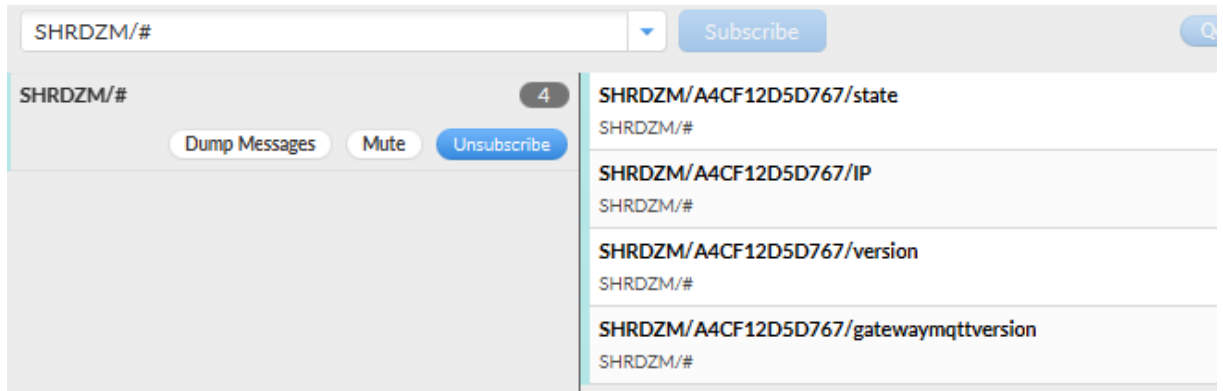 SHRDZM/#
Subscribe
SHRDZM/#
4
Dump Messages
Mute
Unsubscribe
SHRDZM/A4CF12D5D767/state
SHRDZM/#
SHRDZM/A4CF12D5D767/IP
SHRDZM/#
SHRDZM/A4CF12D5D767/version
SHRDZM/#
SHRDZM/A4CF12D5D767/gatewaymqttversion
SHRDZM/#